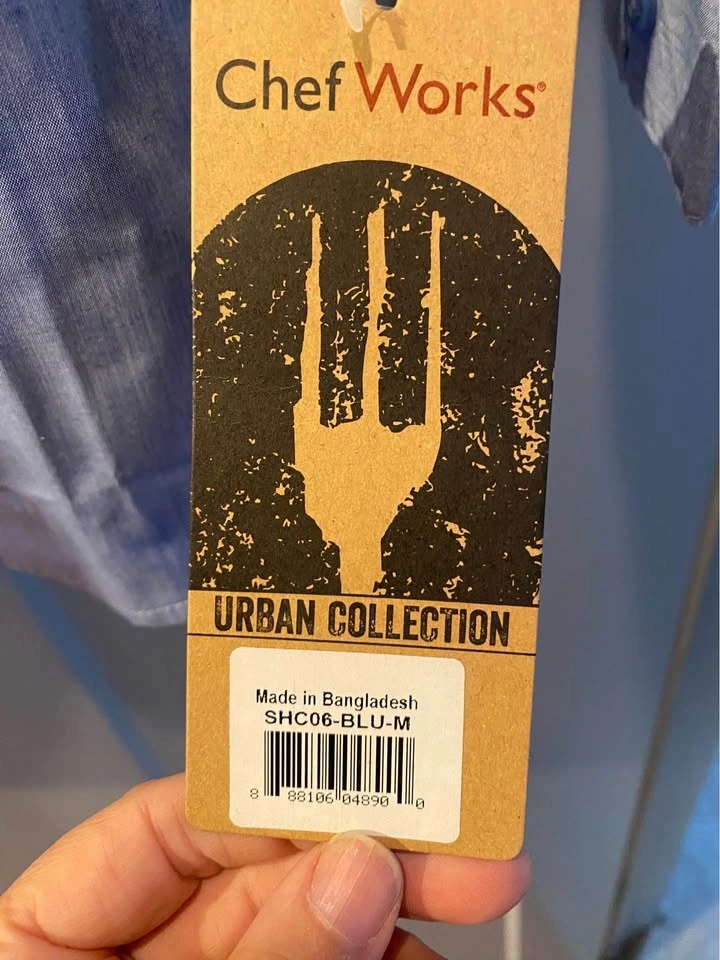 Chef Works®
URBAN COLLECTION
Made in Bangladesh
SHC06-BLU-M
8 88106 04890 0